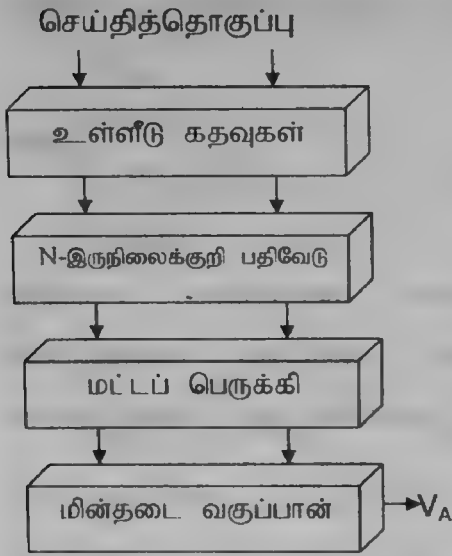 செய்தித்தொகுப்பு
உள்ளீடு கதவுகள்
N-இருநிலைக்குறி பதிவேடு
மட்டப் பெருக்கி
மின்தடை வகுப்பான்
VA